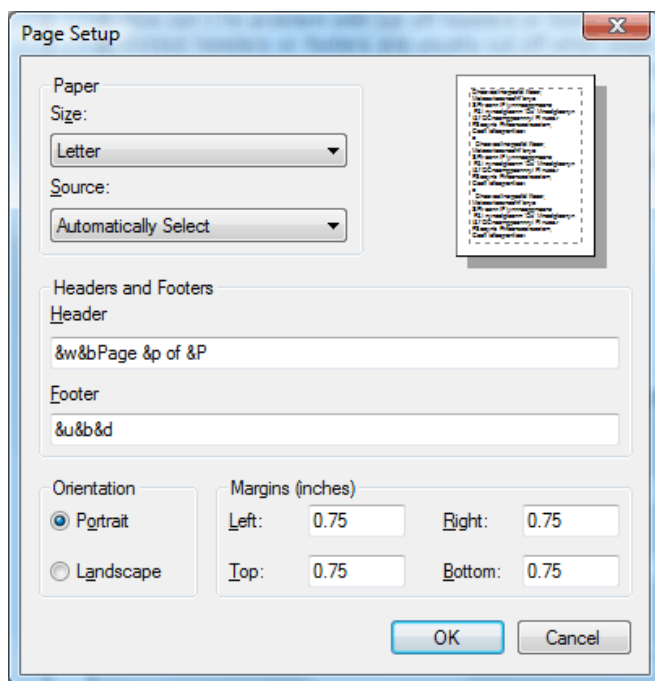 Page Setup
X
Paper
Size:
Letter
Source:
Automatically Select
Headers and Footers
Header
&w&bPage &p of &P
Footer
&u&b&d
Orientation
Portrait
Landscape
Margins (inches)
Left: 0.75 Right: 0.75
Top: 0.75 Bottom: 0.75
OK Cancel